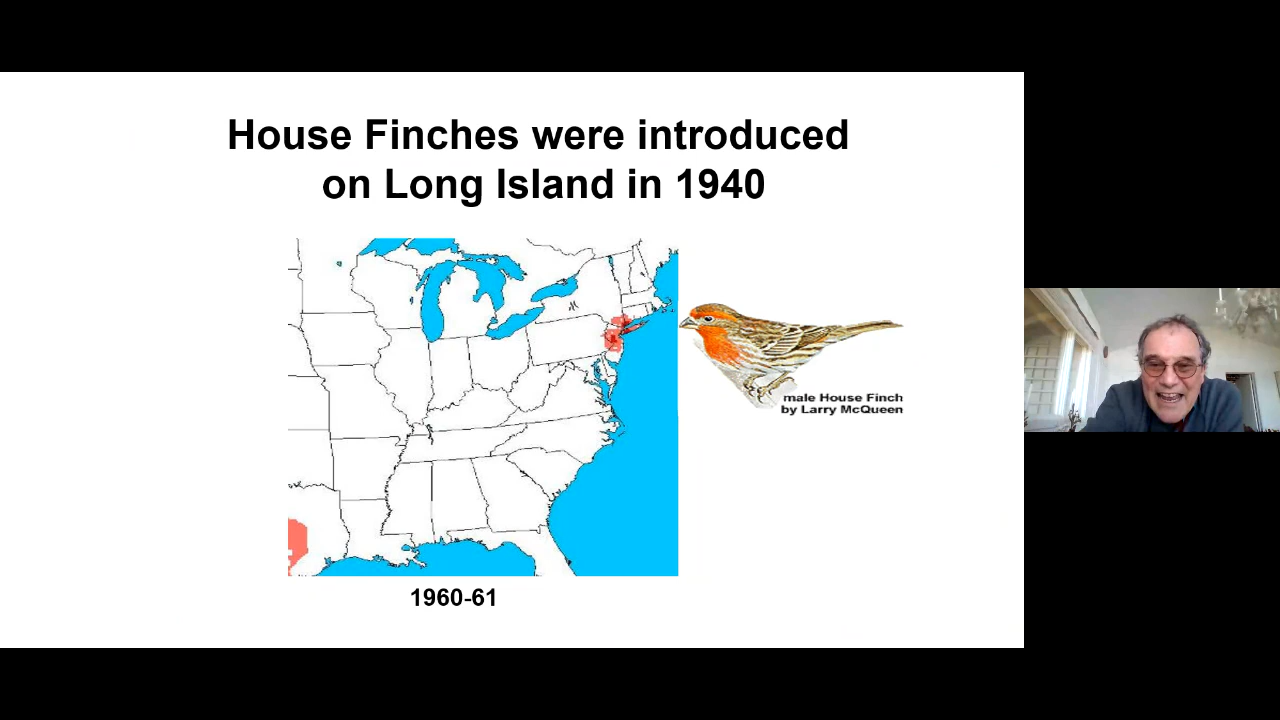 House Finches were introduced
on Long Island in 1940
male House Finch
by Larry McQueen
1960-61